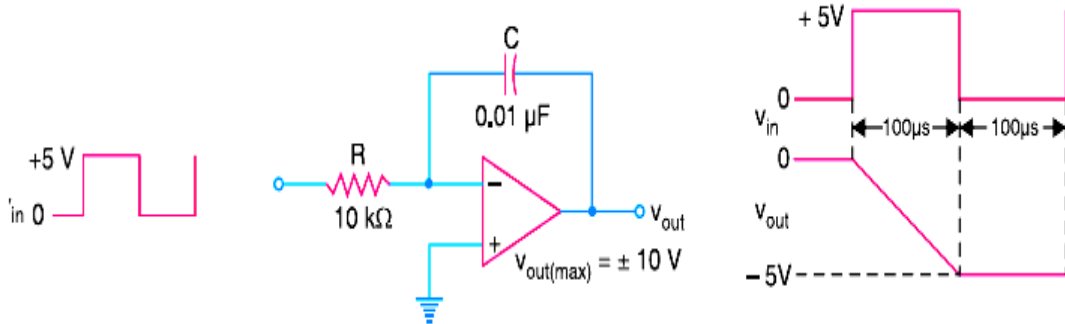 +5 V
'in 0
R
10 kΩ
C
0.01 µF
−
+
v_out
v_out(max) = ± 10 V
+ 5V
0
v_in
100µs
100µs
0
v_out
− 5V